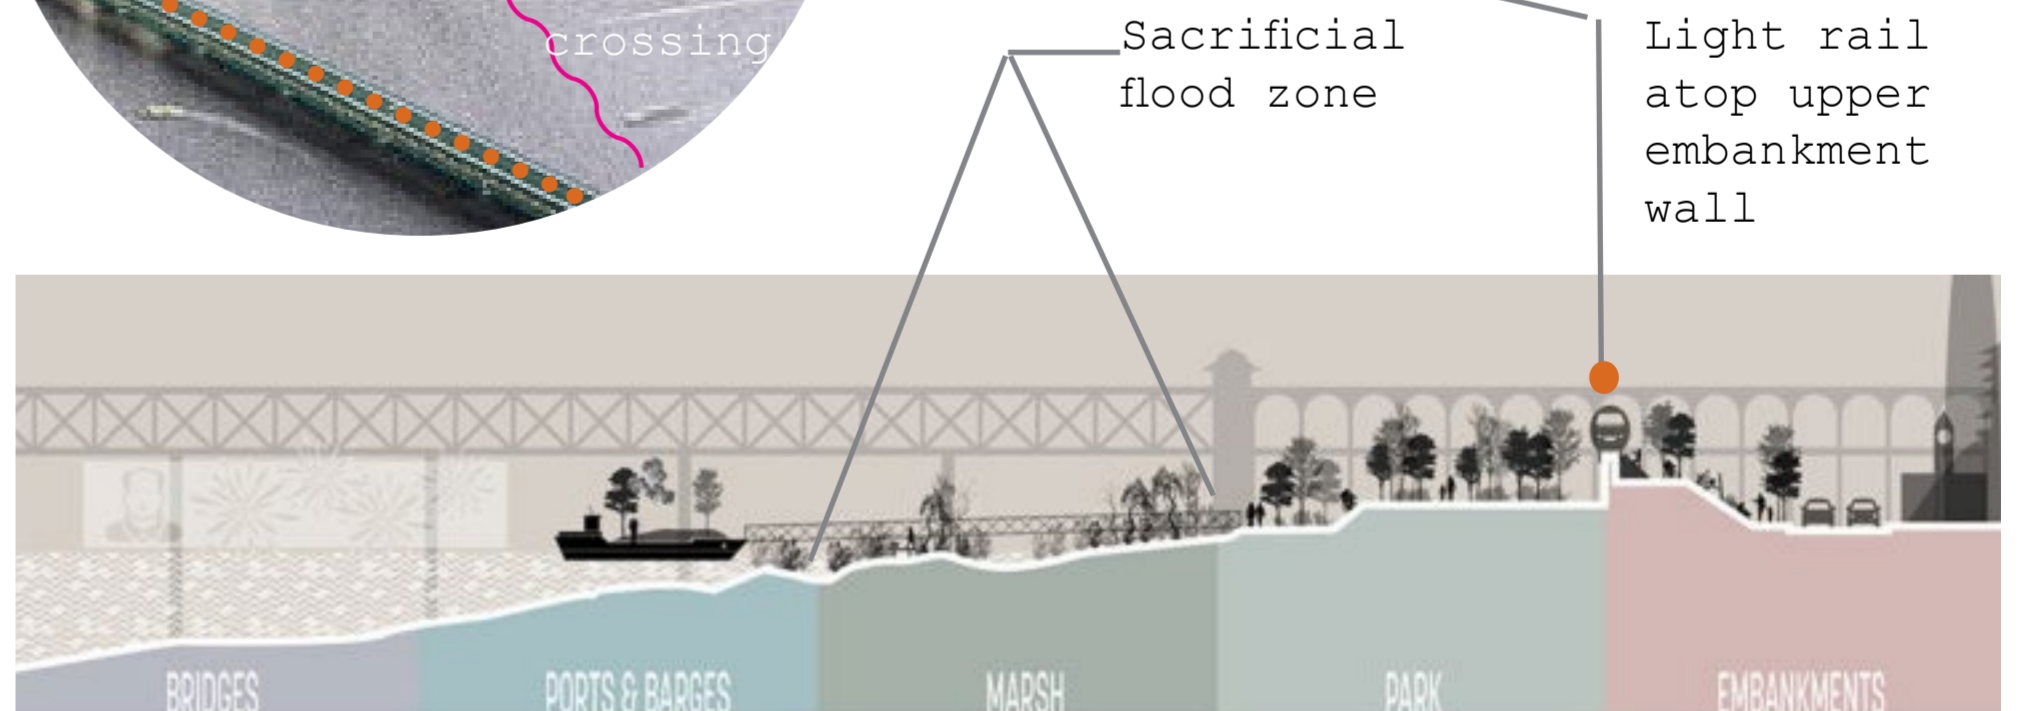 crossing
Sacrificial
flood zone
Light rail
atop upper
embankment
wall
BRIDGES
PORTS & BARGES
MARSH
PARK
EMBANKMENTS